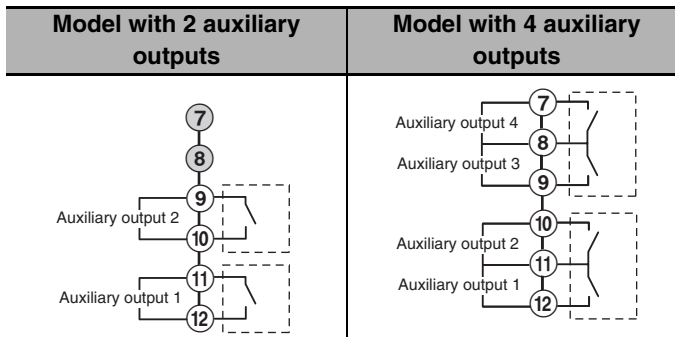 Model with 2 auxiliary
outputs
Model with 4 auxiliary
outputs
7
8
9
Auxiliary output 2
10
11
Auxiliary output 1
12
7
Auxiliary output 4
8
Auxiliary output 3
9
10
Auxiliary output 2
11
Auxiliary output 1
12